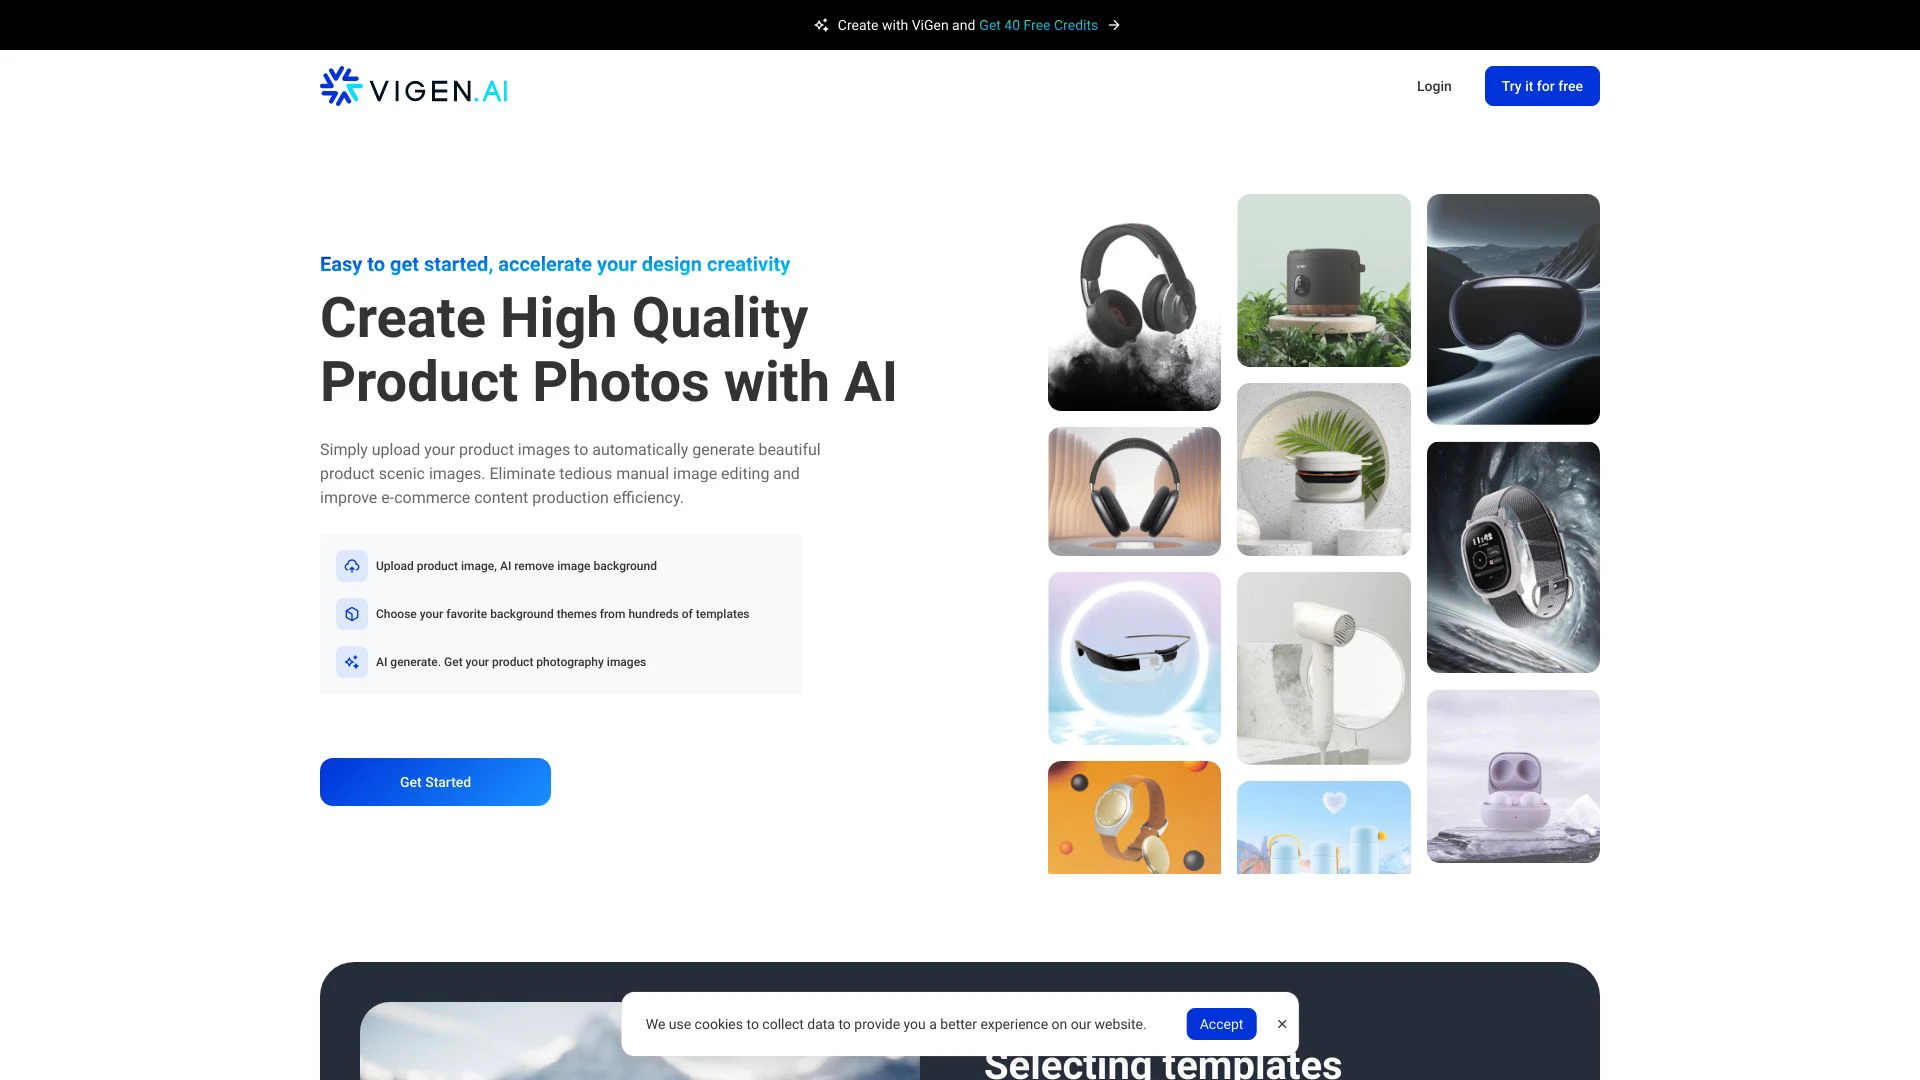 Create with ViGen and Get 40 Free Credits
VIGEN.AI
Login
Try it for free
Easy to get started, accelerate your design creativity
Create High Quality
Product Photos with AI
Simply upload your product images to automatically generate beautiful
product scenic images. Eliminate tedious manual image editing and
improve e-commerce content production efficiency.
Upload product image, AI remove image background
Choose your favorite background themes from hundreds of templates
AI generate. Get your product photography images
Get Started
We use cookies to collect data to provide you a better experience on our website.
Accept
Selecting templates